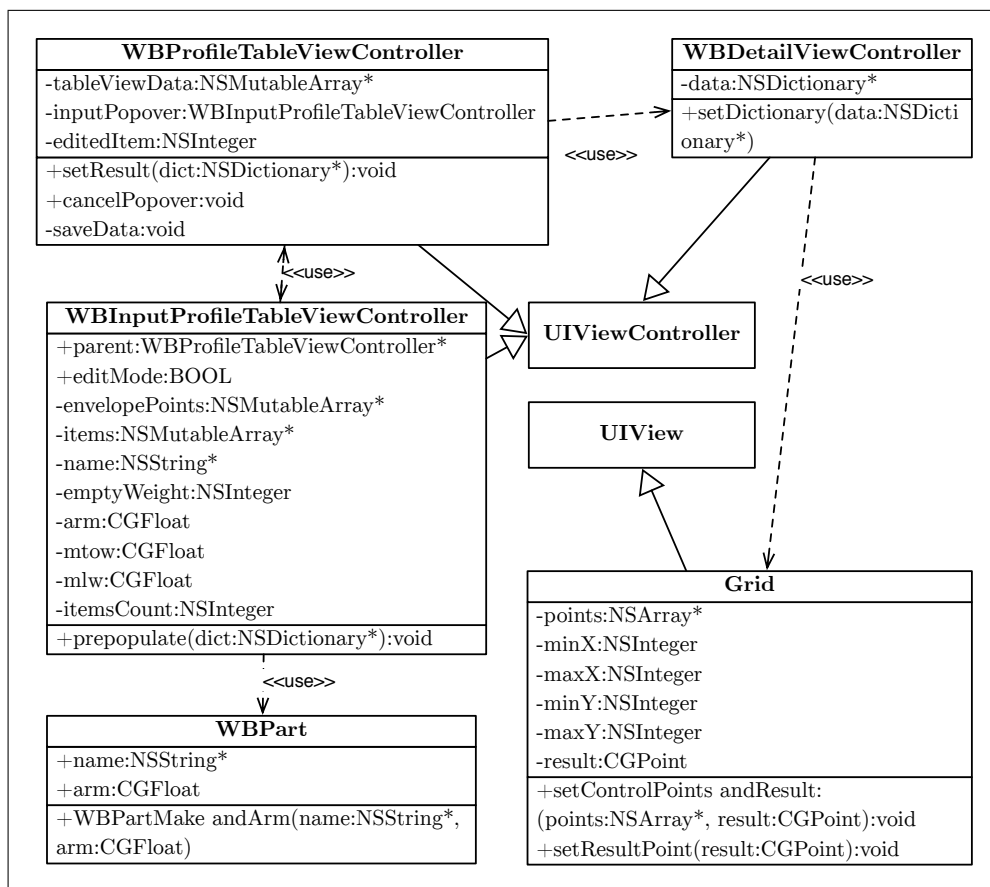 WBProfileTableViewController
-tableViewData:NSMutableArray*
-inputPopover:WBInputProfileTableViewController
-editedItem:NSInteger
+setResult(dict:NSDictionary*):void
+cancelPopover:void
-saveData:void
<<use>>
WBDetailViewController
-data:NSDictionary*
+setDictionary(data:NSDicti
onary*)
<<use>>
<<use>>
WBInputProfileTableViewController
+parent:WBProfileTableViewController*
+editMode:BOOL
-envelopePoints:NSMutableArray*
-items:NSMutableArray*
-name:NSString*
-emptyWeight:NSInteger
-arm:CGFloat
-mtow:CGFloat
-mlw:CGFloat
-itemsCount:NSInteger
+prepopulate(dict:NSDictionary*):void
UIViewController
UIView
<<use>>
WBPart
+name:NSString*
+arm:CGFloat
+WBPartMake andArm(name:NSString*,
arm:CGFloat)
Grid
-points:NSArray*
-minX:NSInteger
-maxX:NSInteger
-minY:NSInteger
-maxY:NSInteger
-result:CGPoint
+setControlPoints andResult:
(points:NSArray*, result:CGPoint):void
+setResultPoint(result:CGPoint):void